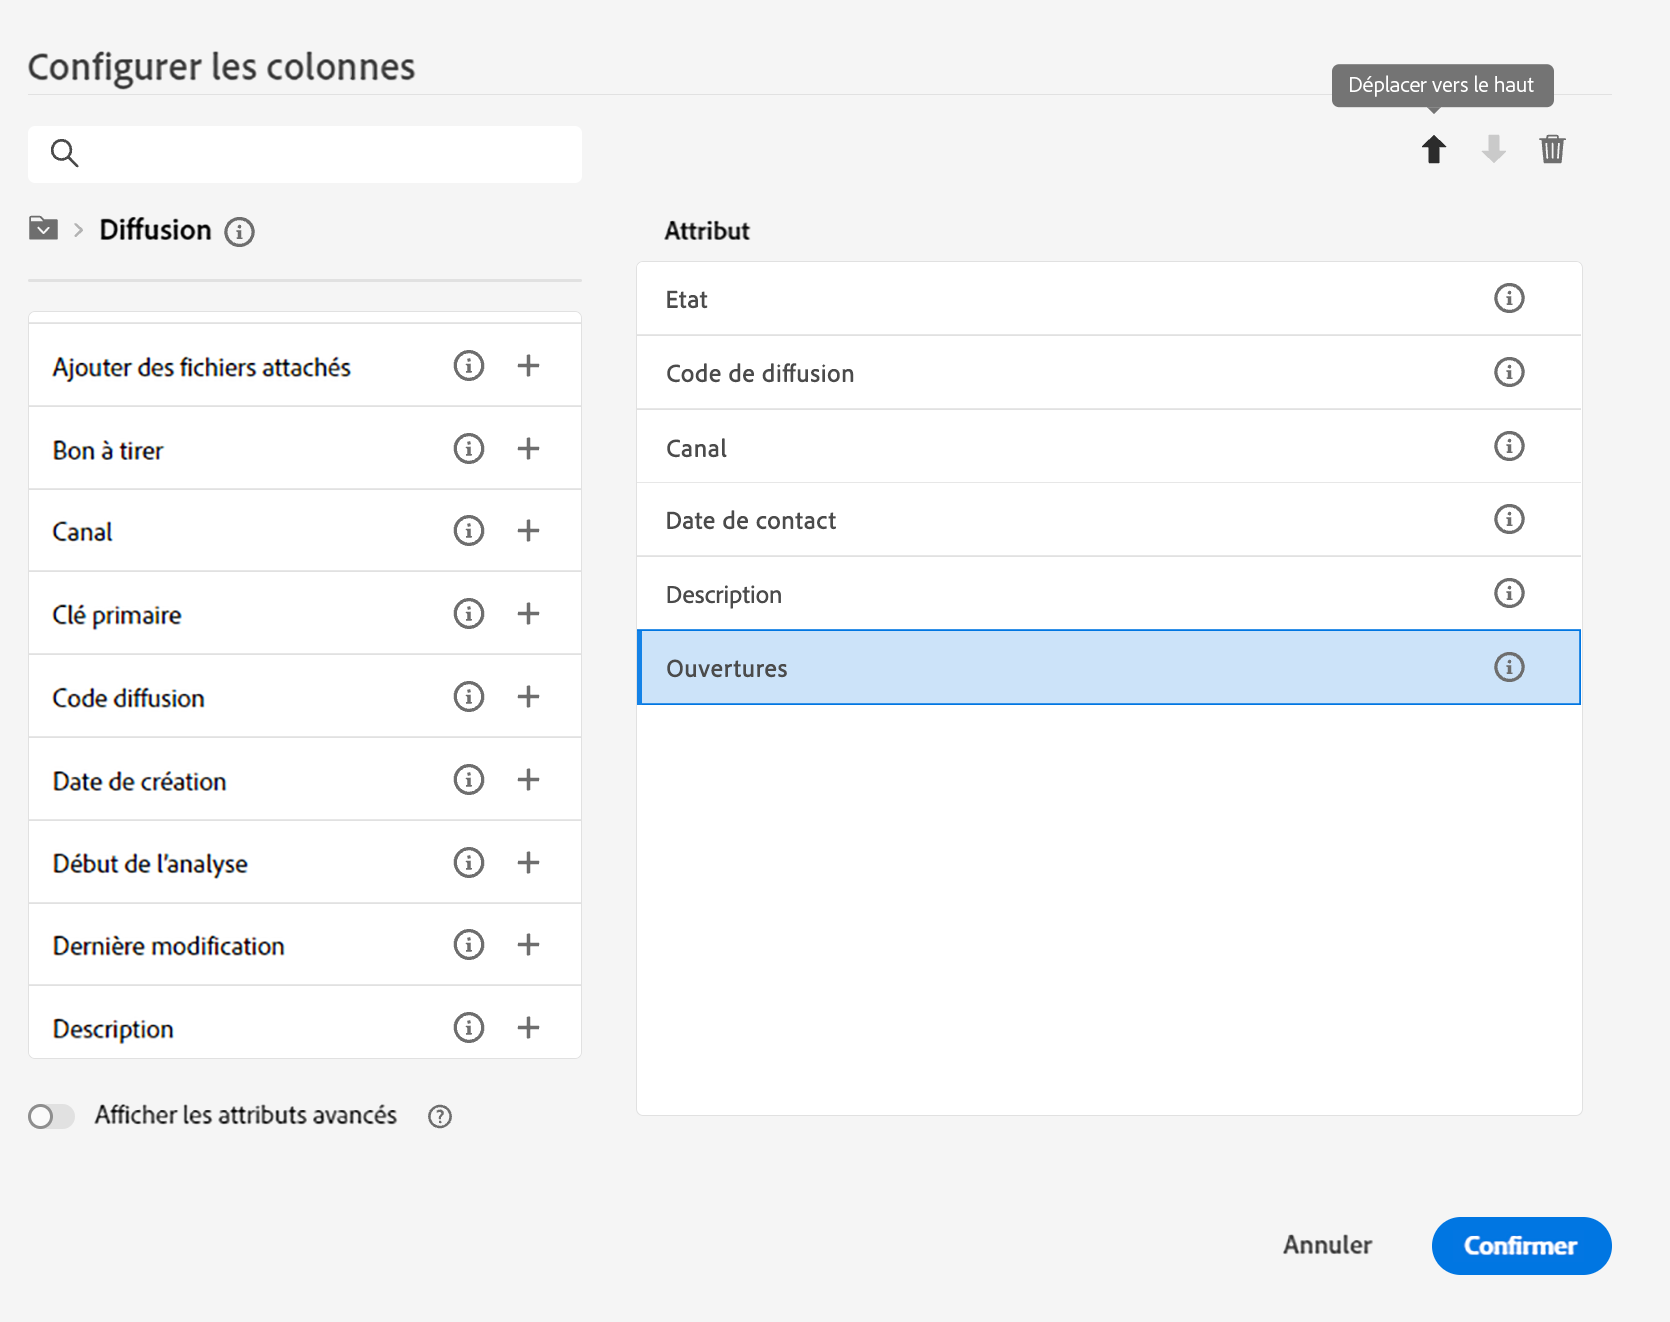 Configurer les colonnes
Déplacer vers le haut
Diffusion
Ajouter des fichiers attachés
Bon à tirer
Canal
Clé primaire
Code diffusion
Date de création
Début de l'analyse
Dernière modification
Description
Afficher les attributs avancés
Attribut
Etat
Code de diffusion
Canal
Date de contact
Description
Ouvertures
Annuler
Confirmer